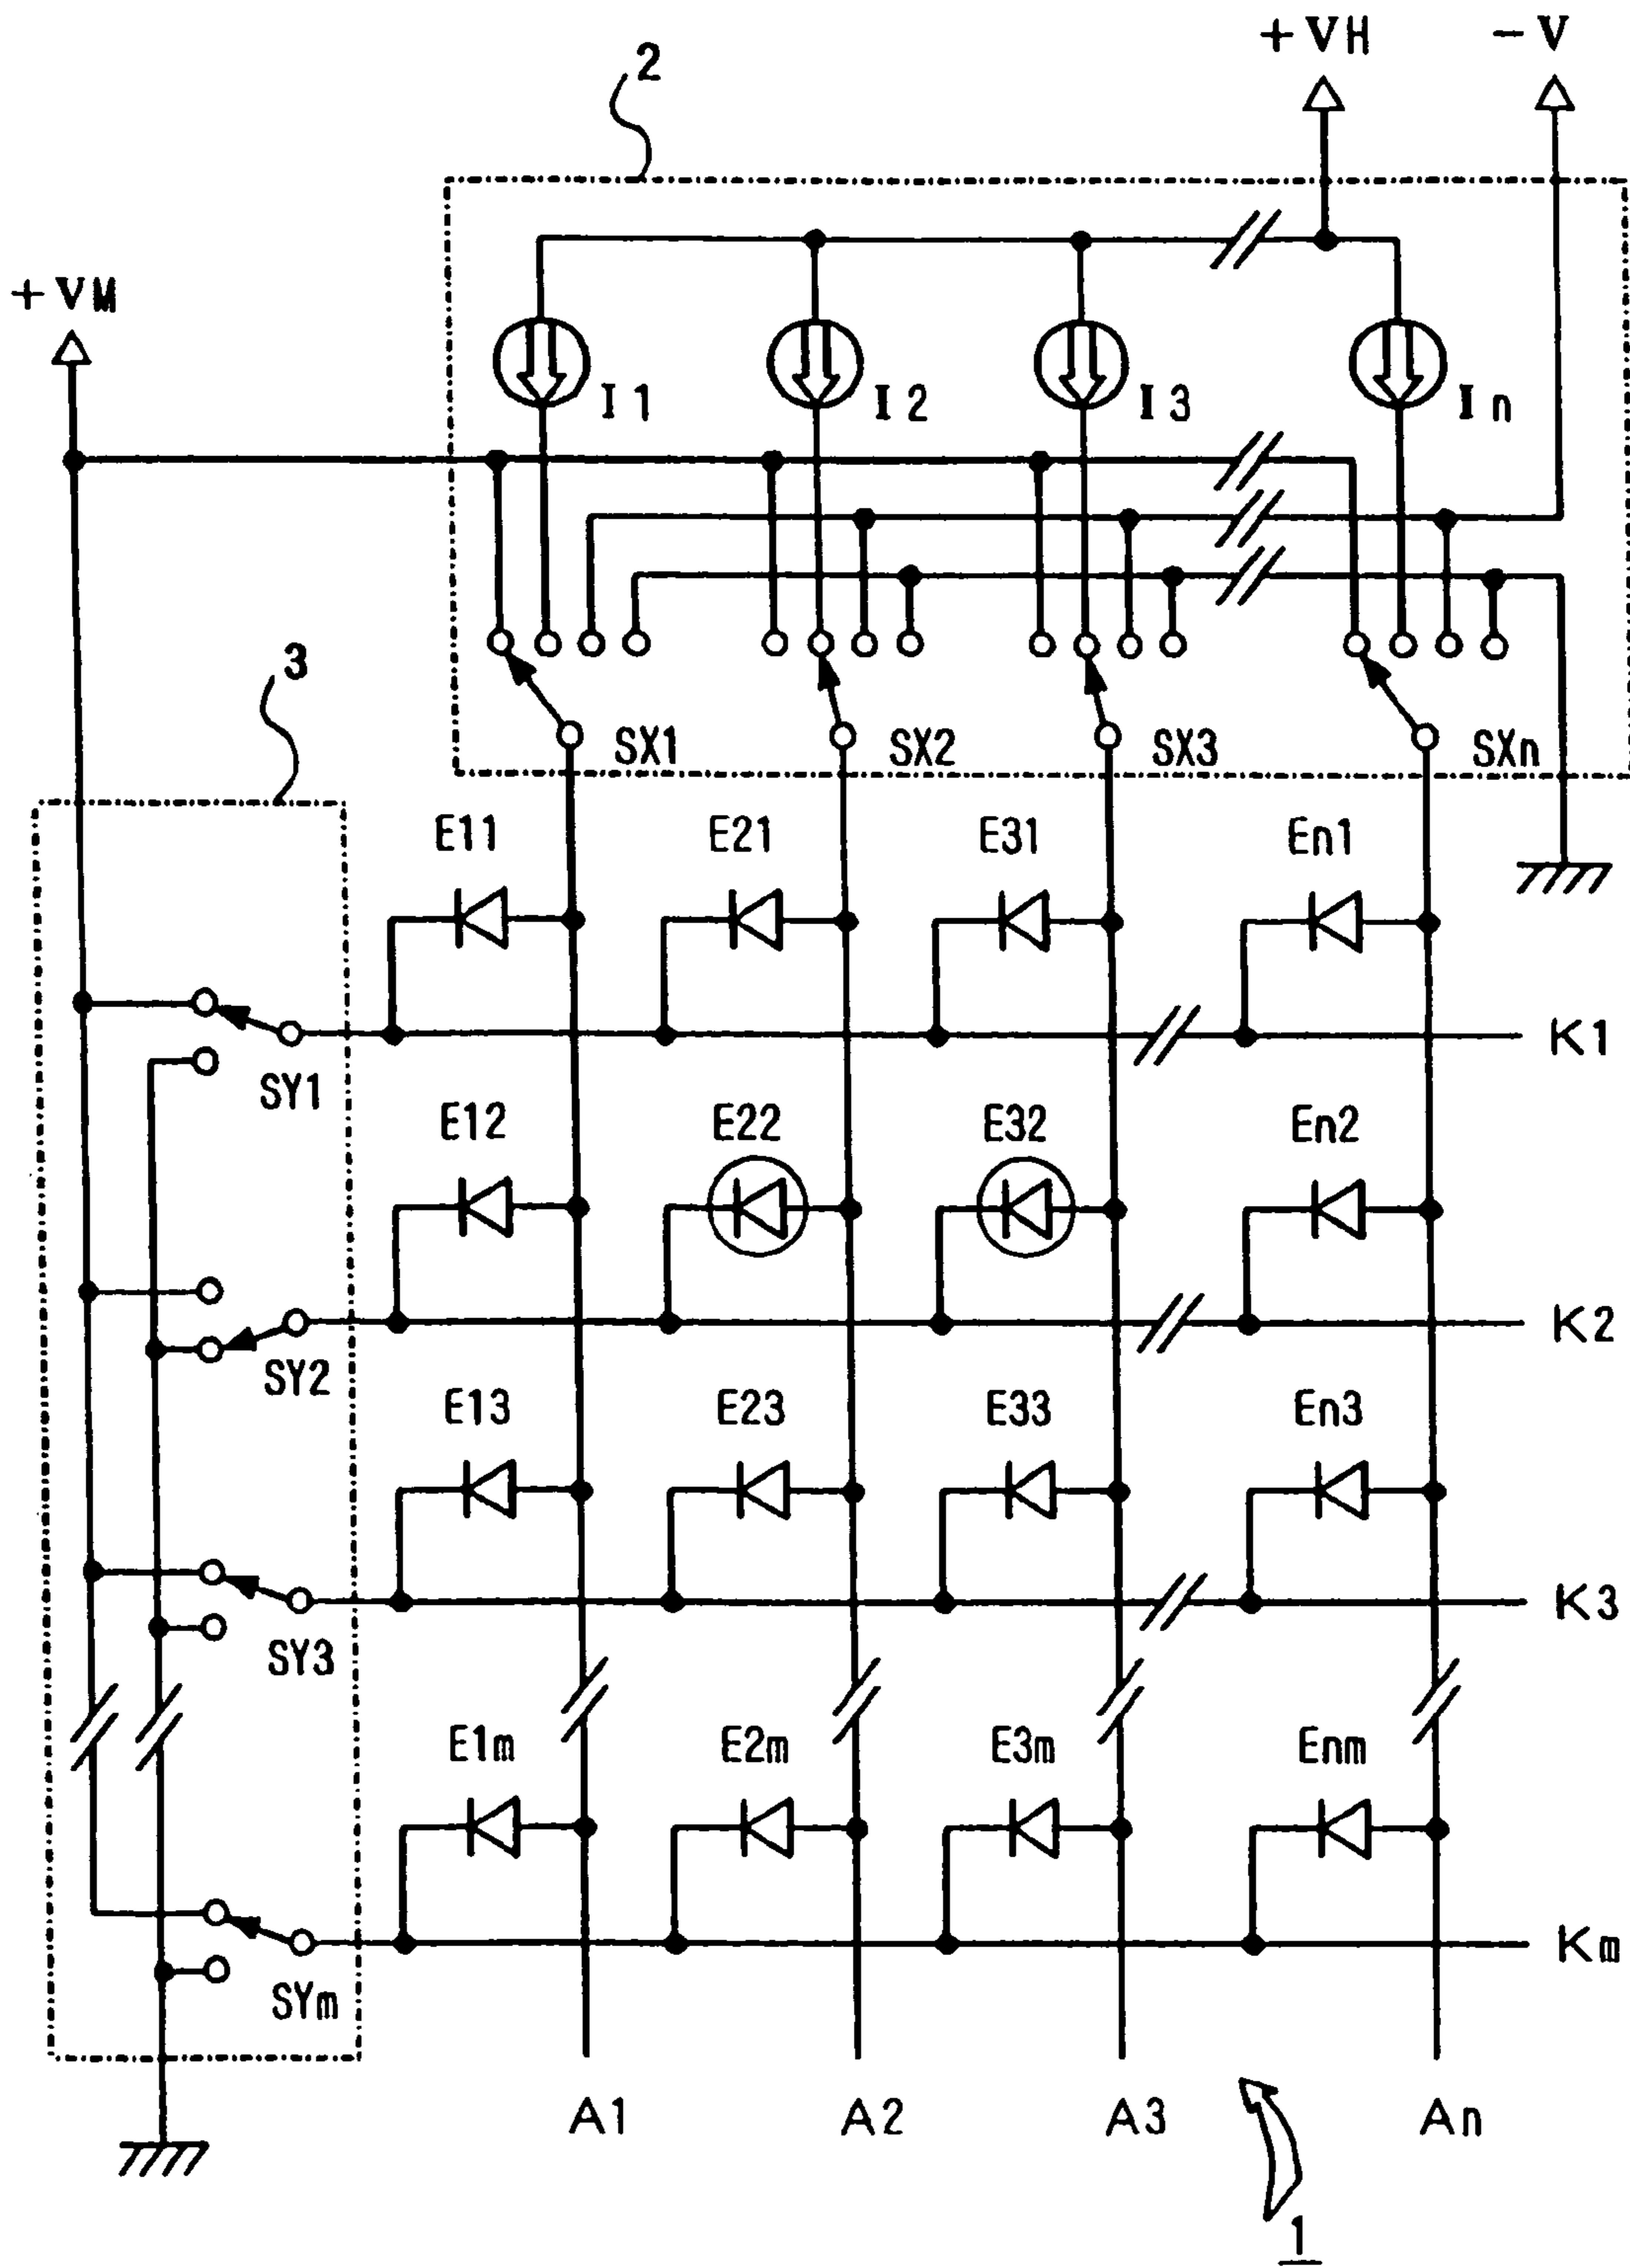 +VH -V
2
+VM
I1 I2 I3 In
3
SX1 SX2 SX3 SXn
E11 E21 E31 En1
K1
SY1
E12 E22 E32 En2
K2
SY2
E13 E23 E33 En3
K3
SY3
E1m E2m E3m Enm
Km
SYm
A1 A2 A3 An
1